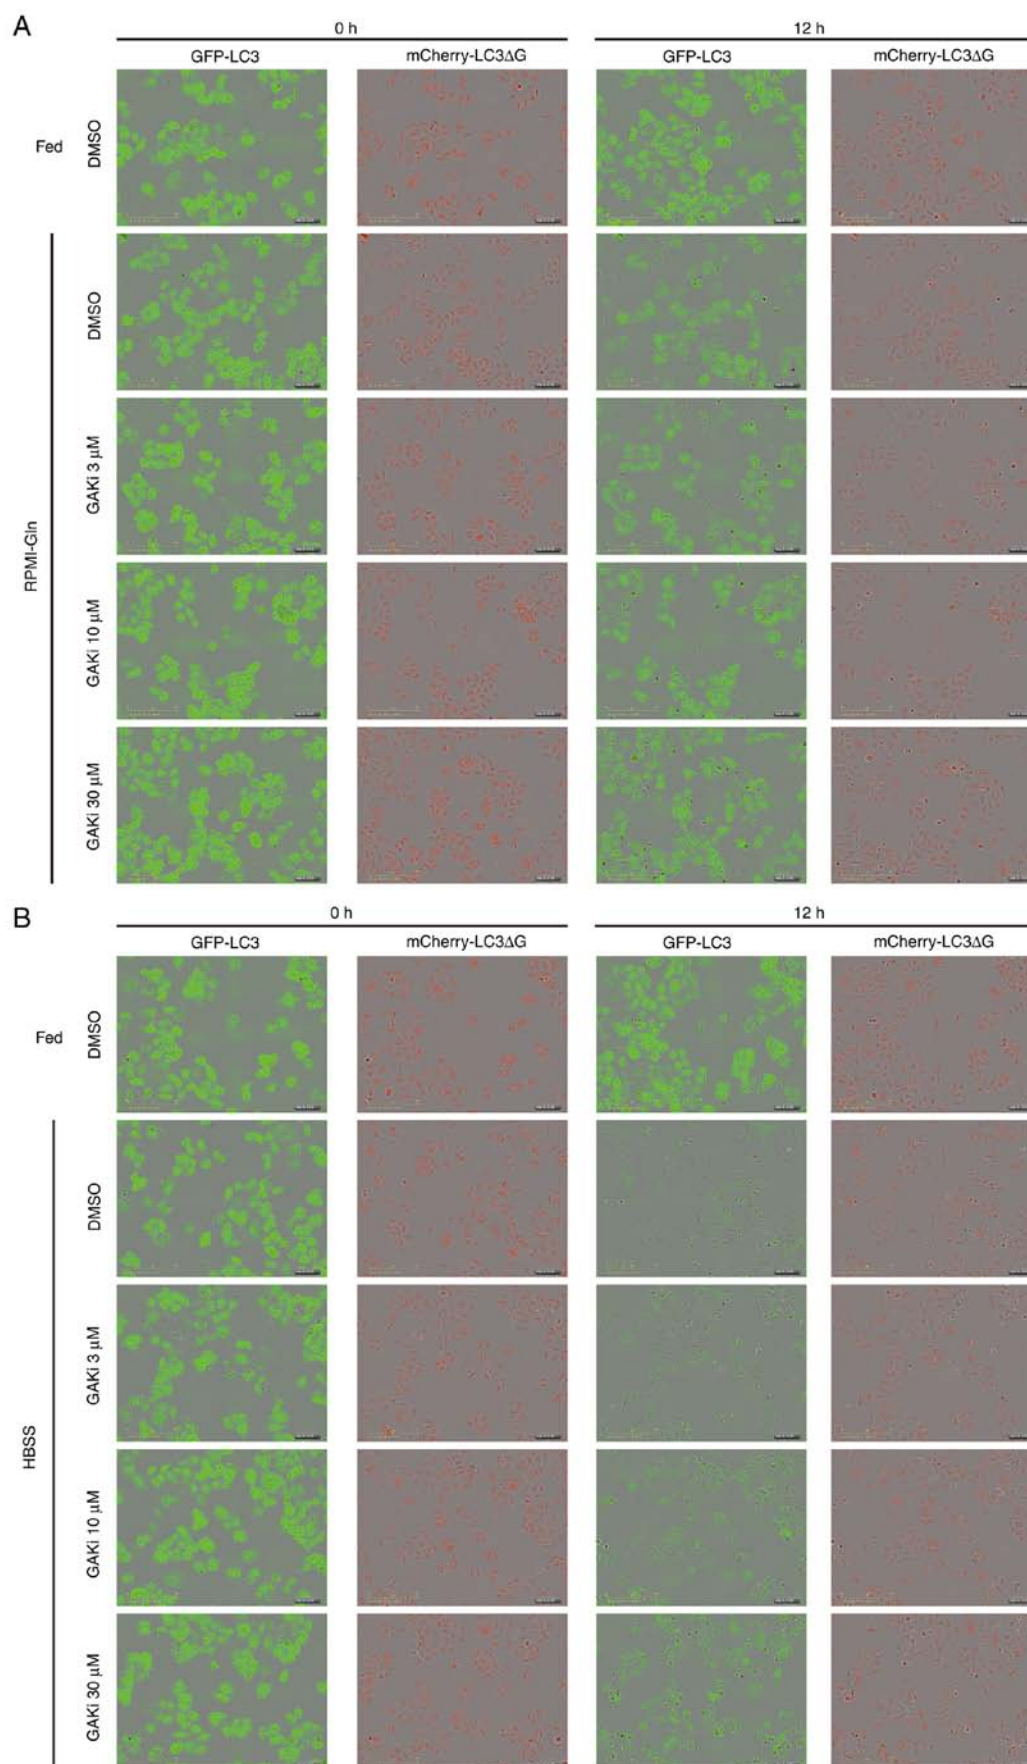 A
0 h
12 h
GFP-LC3
mCherry-LC3ΔG
GFP-LC3
mCherry-LC3ΔG
Fed
DMSO
RPMI-Gln
DMSO
GAKi 3 μM
GAKi 10 μM
GAKi 30 μM
B
0 h
12 h
GFP-LC3
mCherry-LC3ΔG
GFP-LC3
mCherry-LC3ΔG
Fed
DMSO
HBSS
DMSO
GAKi 3 μM
GAKi 10 μM
GAKi 30 μM